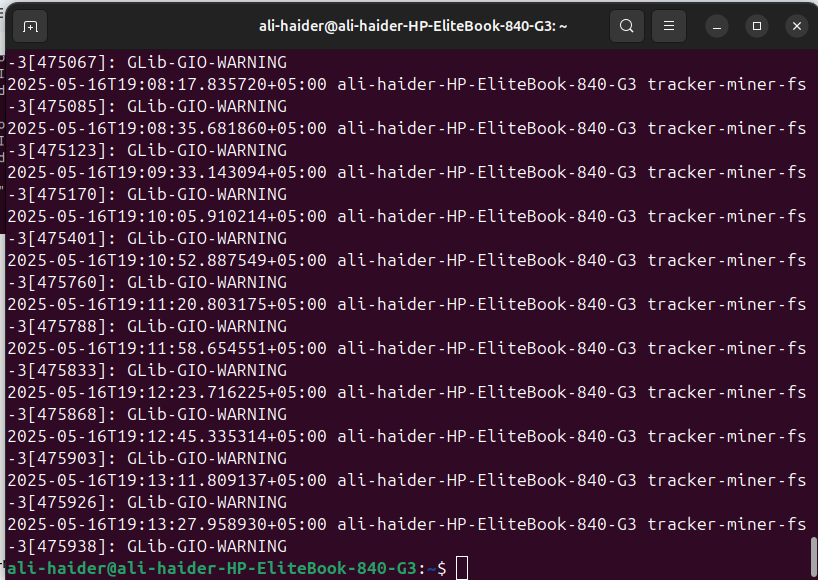 ali-haider@ali-haider-HP-EliteBook-840-G3: ~
-3[475067]: GLib-GIO-WARNING
2025-05-16T19:08:17.835720+05:00 ali-haider-HP-EliteBook-840-G3 tracker-miner-fs
-3[475085]: GLib-GIO-WARNING
2025-05-16T19:08:35.681860+05:00 ali-haider-HP-EliteBook-840-G3 tracker-miner-fs
-3[475123]: GLib-GIO-WARNING
2025-05-16T19:09:33.143094+05:00 ali-haider-HP-EliteBook-840-G3 tracker-miner-fs
-3[475170]: GLib-GIO-WARNING
2025-05-16T19:10:05.910214+05:00 ali-haider-HP-EliteBook-840-G3 tracker-miner-fs
-3[475401]: GLib-GIO-WARNING
2025-05-16T19:10:52.887549+05:00 ali-haider-HP-EliteBook-840-G3 tracker-miner-fs
-3[475760]: GLib-GIO-WARNING
2025-05-16T19:11:20.803175+05:00 ali-haider-HP-EliteBook-840-G3 tracker-miner-fs
-3[475788]: GLib-GIO-WARNING
2025-05-16T19:11:58.654551+05:00 ali-haider-HP-EliteBook-840-G3 tracker-miner-fs
-3[475833]: GLib-GIO-WARNING
2025-05-16T19:12:23.716225+05:00 ali-haider-HP-EliteBook-840-G3 tracker-miner-fs
-3[475868]: GLib-GIO-WARNING
2025-05-16T19:12:45.335314+05:00 ali-haider-HP-EliteBook-840-G3 tracker-miner-fs
-3[475903]: GLib-GIO-WARNING
2025-05-16T19:13:11.809137+05:00 ali-haider-HP-EliteBook-840-G3 tracker-miner-fs
-3[475926]: GLib-GIO-WARNING
2025-05-16T19:13:27.958930+05:00 ali-haider-HP-EliteBook-840-G3 tracker-miner-fs
-3[475938]: GLib-GIO-WARNING
ali-haider@ali-haider-HP-EliteBook-840-G3:~$